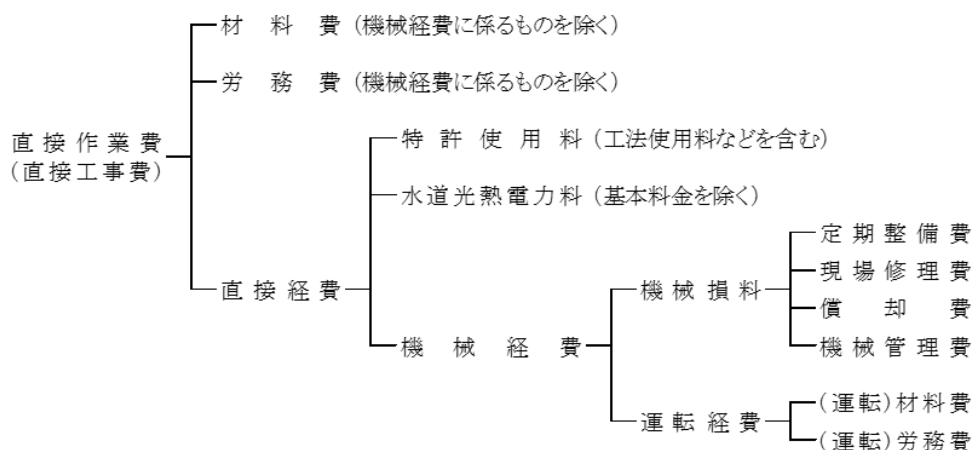 材料費(機械経費に係るものを除く)
労務費(機械経費に係るものを除く)
直接作業費
(直接工事費)
特許使用料(工法使用料などを含む)
水道光熱電力料(基本料金を除く)
直接経費
機械経費
機械損料
定期整備費
現場修理費
償却費
機械管理費
運転経費
(運転)材料費
(運転)労務費